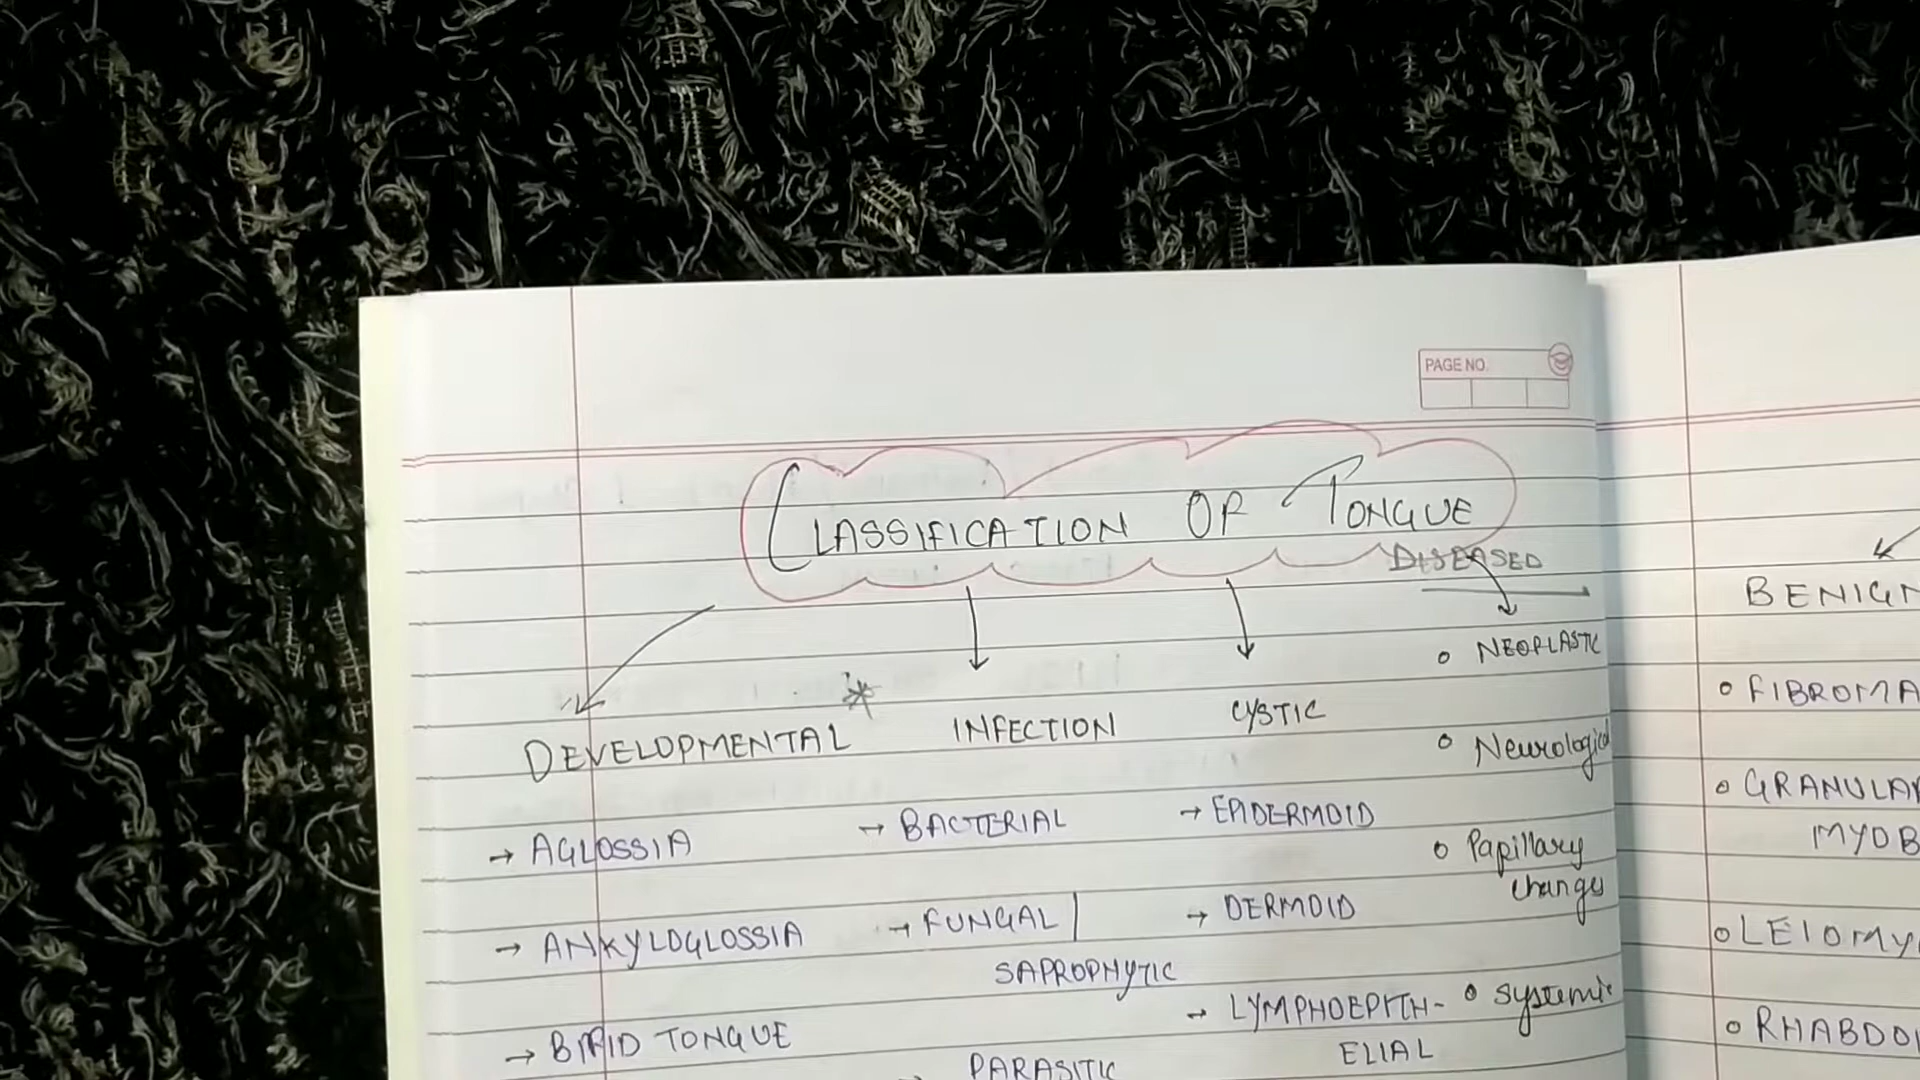 PAGE NO.
CLASSIFICATION OF TONGUE
DISEASED
DEVELOPMENTAL *
→ AGLOSSIA
→ ANKYLOGLOSSIA
→ BIFID TONGUE
INFECTION
→ BACTERIAL
→ FUNGAL |
SAPROPHYTIC
→ PARASITIC
CYSTIC
→ EPIDERMOID
→ DERMOID
→ LYMPHOEPITH-
ELIAL
o NEOPLASTIC
o Neurological
o Papillary
changes
o Systemic
BENIGN
o FIBROMA
o GRANULAR
MYOB
o LEIOMY
o RHABDO